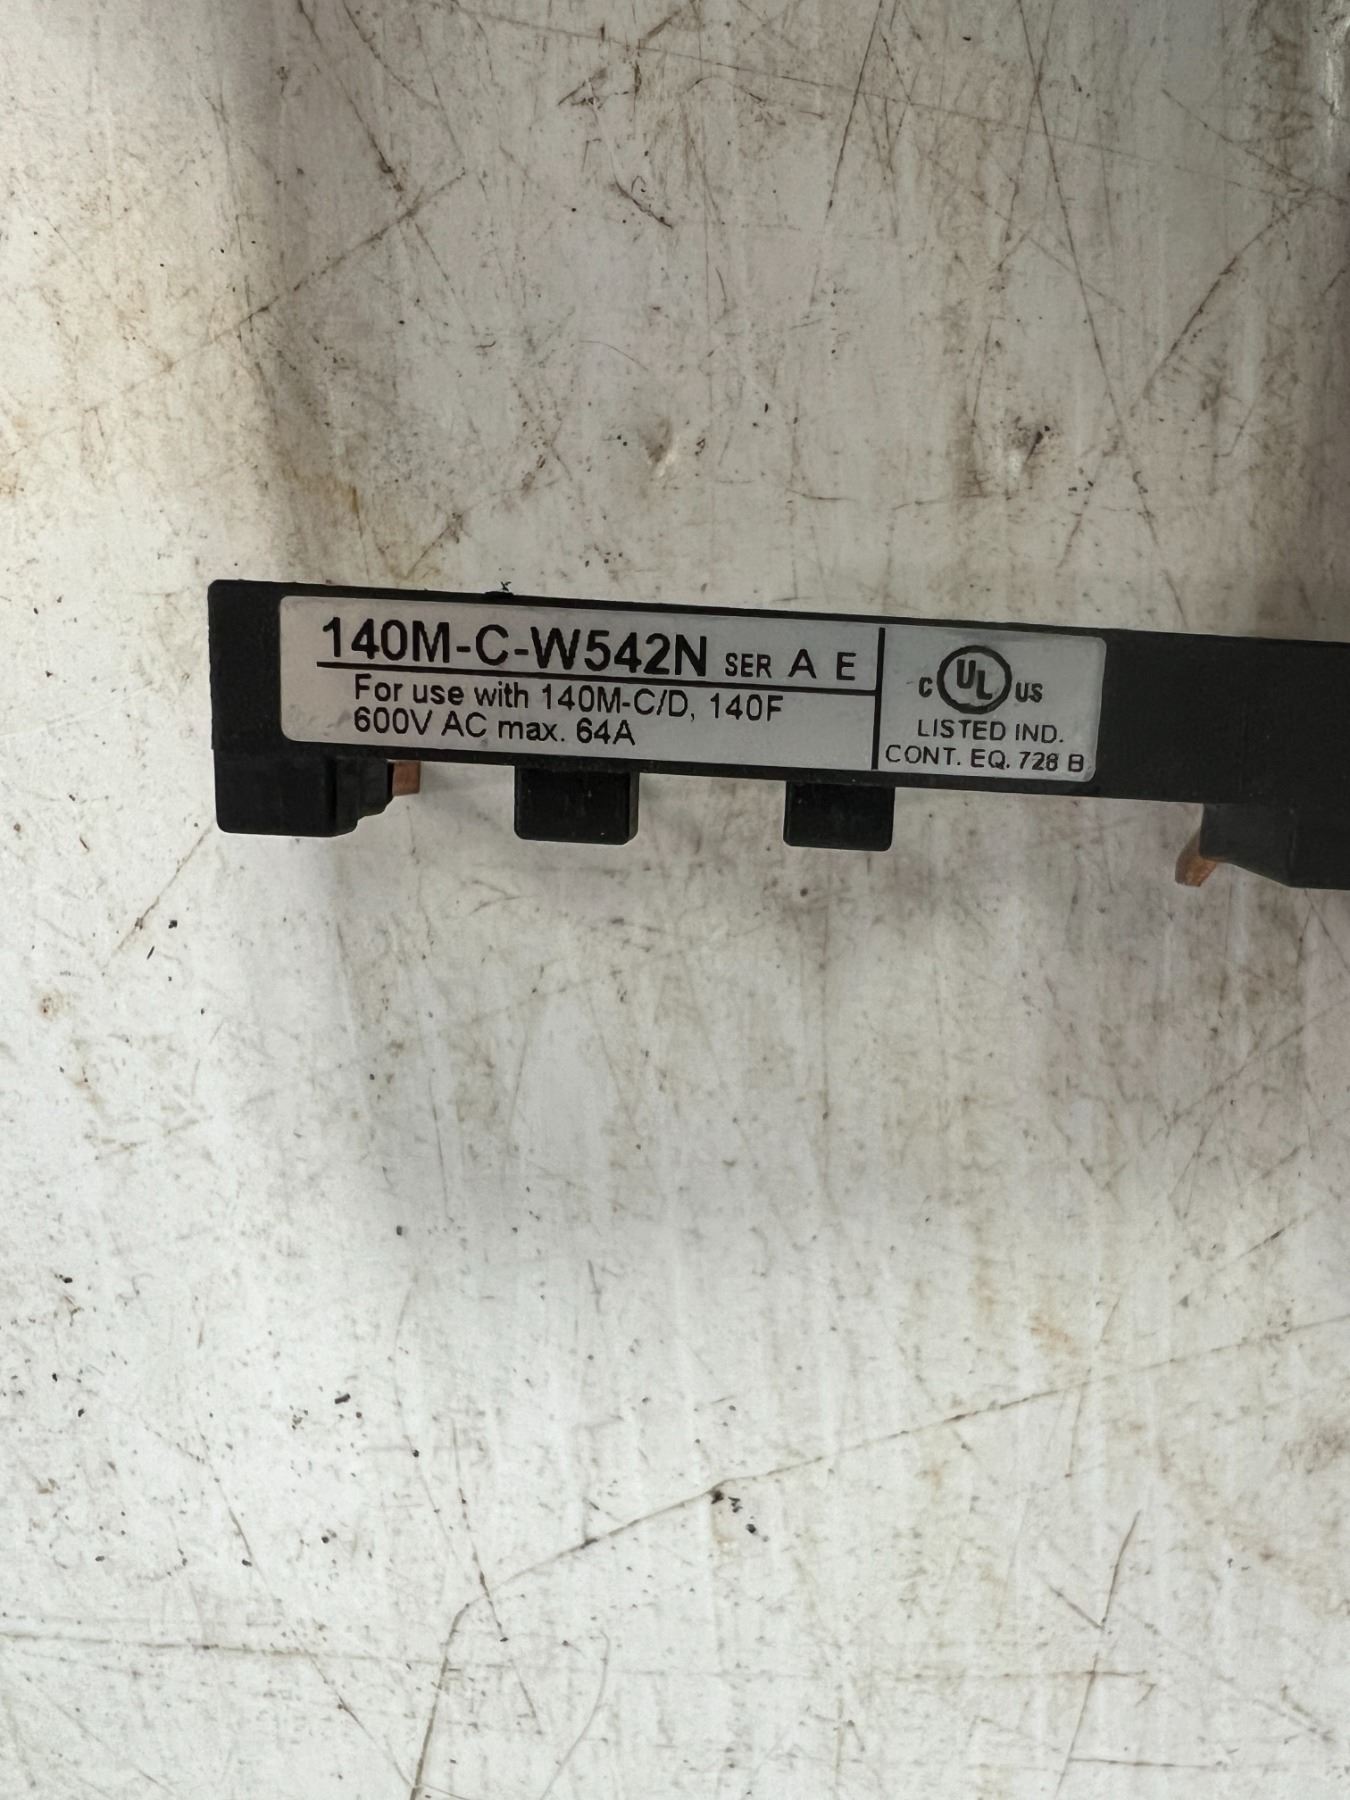 140M-C-W542N SER A E
For use with 140M-C/D, 140F
600V AC max. 64A
C UL US
LISTED IND.
CONT. EQ. 728 B